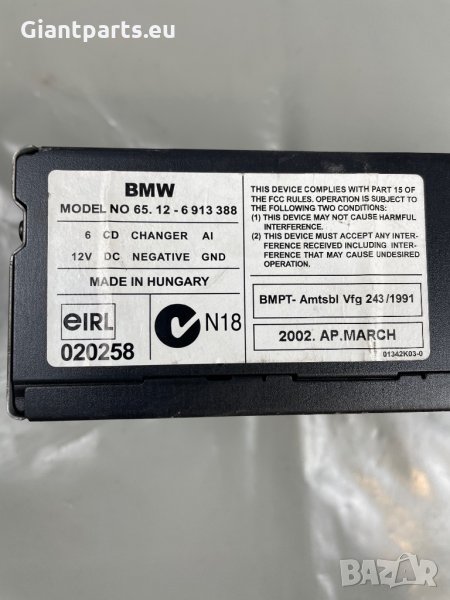 Giantparts.eu
BMW
MODEL NO 65. 12 - 6 913 388
6 CD CHANGER AI
12V DC NEGATIVE GND
MADE IN HUNGARY
eIRL
020258
N18
THIS DEVICE COMPLIES WITH PART 15 OF
THE FCC RULES. OPERATION IS SUBJECT TO
THE FOLLOWING TWO CONDITIONS:
(1) THIS DEVICE MAY NOT CAUSE HARMFUL
INTERFERENCE.
(2) THIS DEVICE MUST ACCEPT ANY INTER-
FERENCE RECEIVED INCLUDING INTER-
FERENCE THAT MAY CAUSE UNDESIRED
OPERATION.
BMPT- Amtsbl Vfg 243 /1991
2002. AP.MARCH
01342K03-0
BAZAR